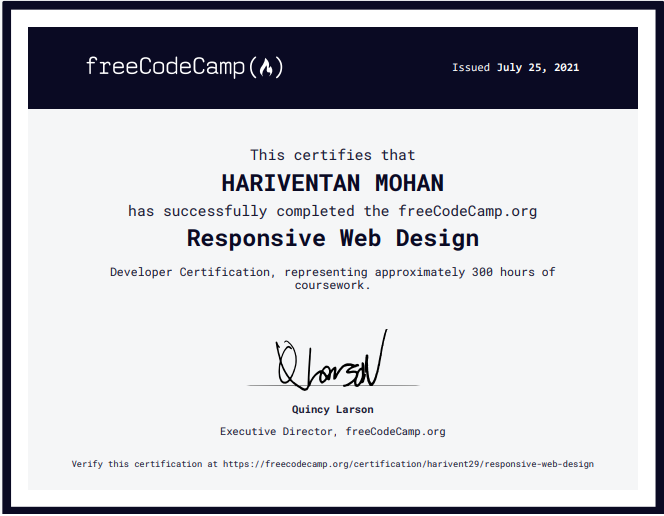 freeCodeCamp(🔥)
Issued July 25, 2021
This certifies that
HARIVENTAN MOHAN
has successfully completed the freeCodeCamp.org
Responsive Web Design
Developer Certification, representing approximately 300 hours of
coursework.
Q Larson
Quincy Larson
Executive Director, freeCodeCamp.org
Verify this certification at https://freecodecamp.org/certification/harivent29/responsive-web-design